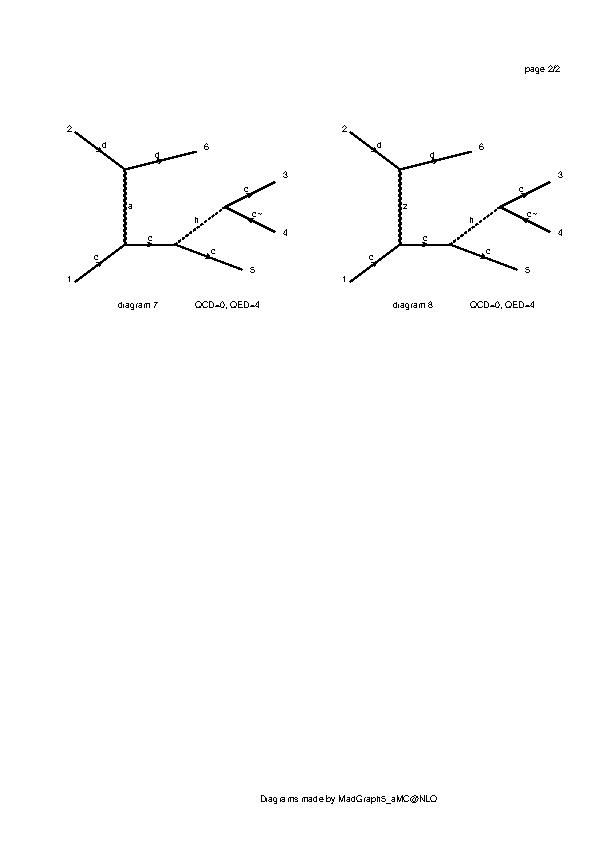 page 2/2
2
d
d
6
a
c
3
c~
4
h
c
c
1
c
5
diagram 7 QCD=0, QED=4
2
d
d
6
z
c
3
c~
4
h
c
c
1
c
5
diagram 8 QCD=0, QED=4
Diagrams made by MadGraph5_aMC@NLO